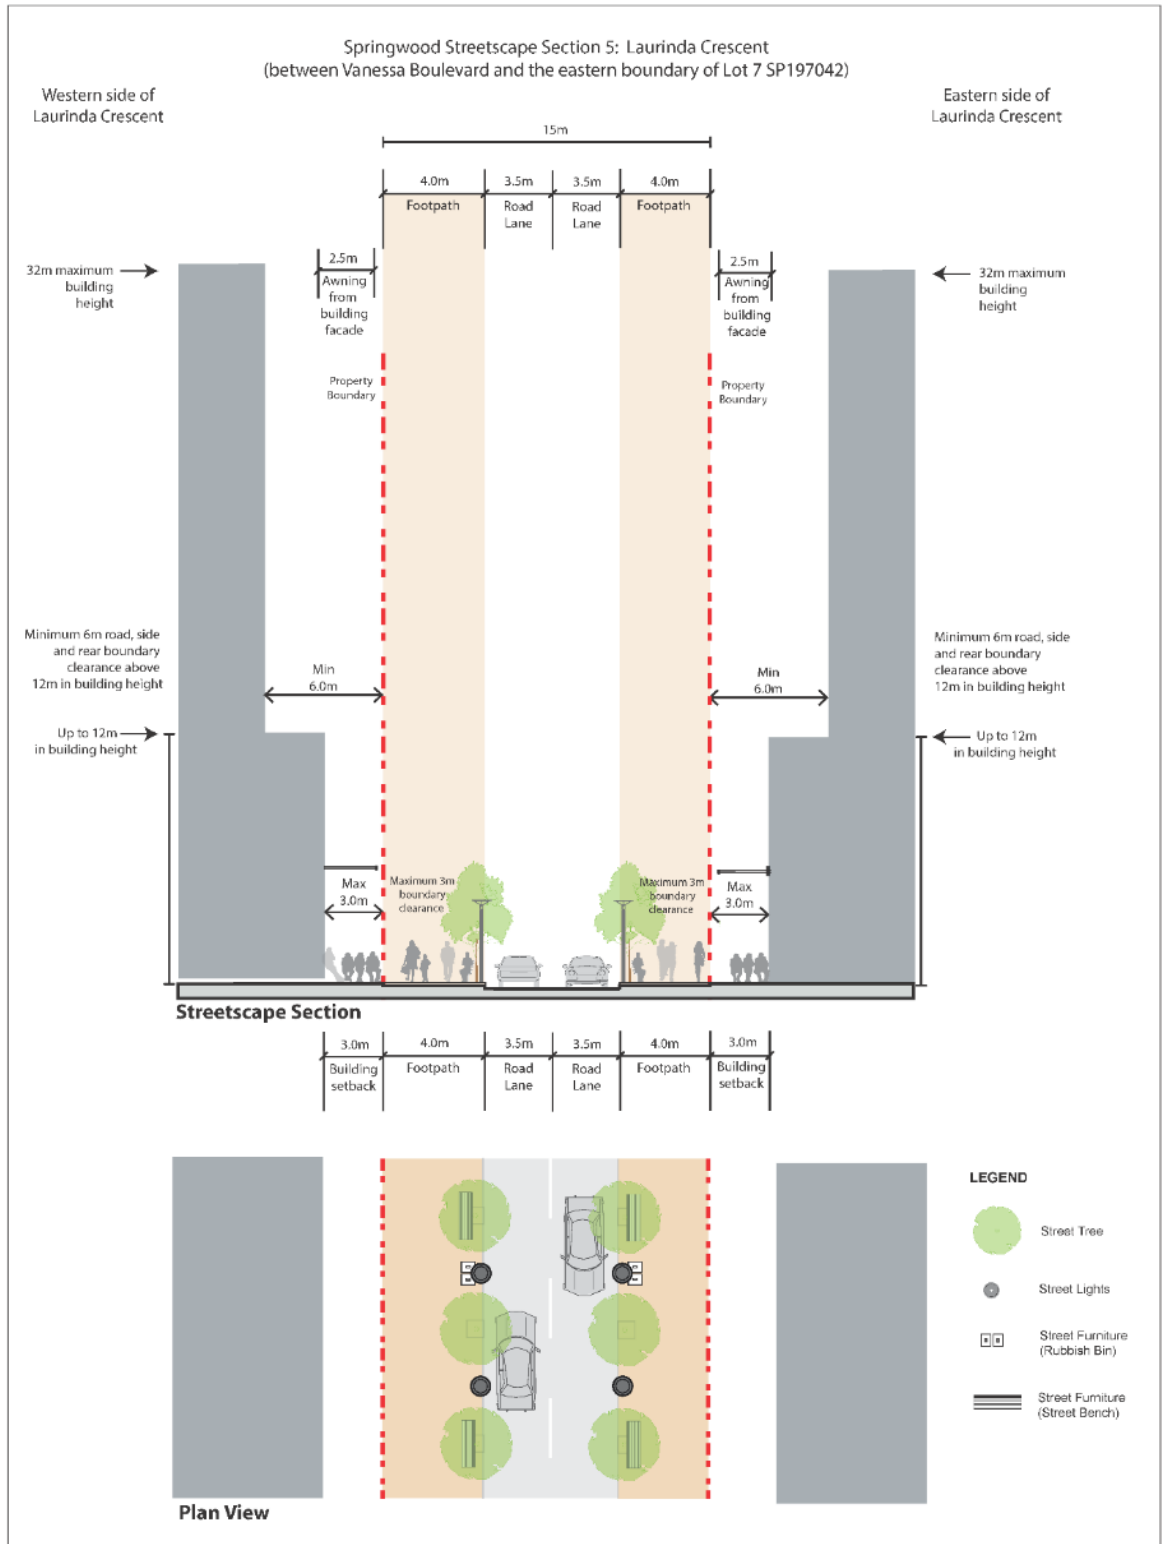 Springwood Streetscape Section 5: Laurinda Crescent
(between Vanessa Boulevard and the eastern boundary of Lot 7 SP197042)
Western side of
Laurinda Crescent
Eastern side of
Laurinda Crescent
15m
4.0m
3.5m
3.5m
4.0m
Footpath
Road
Lane
Road
Lane
Footpath
2.5m
Awning
from
building
facade
2.5m
Awning
from
building
facade
32m maximum
building
height
32m maximum
building
height
Property
Boundary
Property
Boundary
Minimum 6m road, side
and rear boundary
clearance above
12m in building height
Min
6.0m
Min
6.0m
Minimum 6m road, side
and rear boundary
clearance above
12m in building height
Up to 12m
in building height
Up to 12m
in building height
Max
3.0m
Maximum 3m
boundary
clearance
Maximum 3m
boundary
clearance
Max
3.0m
Streetscape Section
3.0m
4.0m
3.5m
3.5m
4.0m
3.0m
Building
setback
Footpath
Road
Lane
Road
Lane
Footpath
Building
setback
LEGEND
Street Tree
Street Lights
Street Furniture
(Rubbish Bin)
Street Furniture
(Street Bench)
Plan View